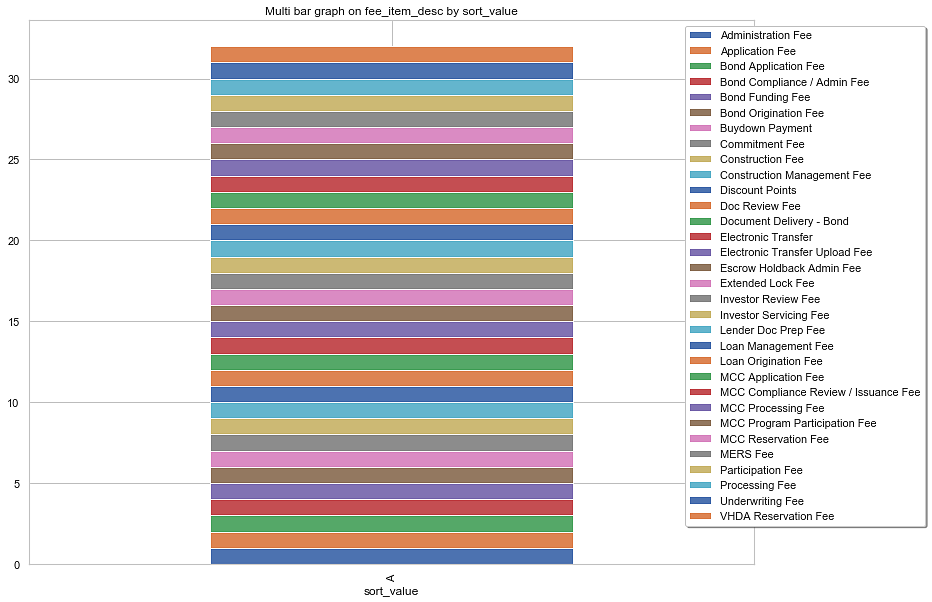 Multi bar graph on fee_item_desc by sort_value
Administration Fee
Application Fee
Bond Application Fee
Bond Compliance / Admin Fee
Bond Funding Fee
Bond Origination Fee
Buydown Payment
Commitment Fee
Construction Fee
Construction Management Fee
Discount Points
Doc Review Fee
Document Delivery - Bond
Electronic Transfer
Electronic Transfer Upload Fee
Escrow Holdback Admin Fee
Extended Lock Fee
Investor Review Fee
Investor Servicing Fee
Lender Doc Prep Fee
Loan Management Fee
Loan Origination Fee
MCC Application Fee
MCC Compliance Review / Issuance Fee
MCC Processing Fee
MCC Program Participation Fee
MCC Reservation Fee
MERS Fee
Participation Fee
Processing Fee
Underwriting Fee
VHDA Reservation Fee
30
25
20
15
10
5
0
A
sort_value